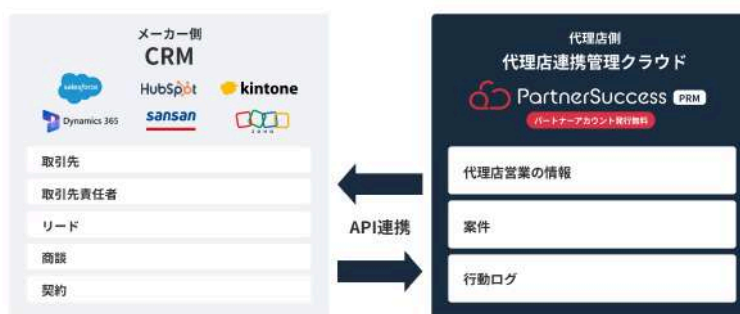 メーカー側
CRM
salesforce
HubSpot
kintone
Dynamics 365
sansan
ZOHO
取引先
取引先責任者
リード
商談
契約
API連携
代理店側
代理店連携管理クラウド
PartnerSuccess PRM
パートナーアカウント発行無料
代理店営業の情報
案件
行動ログ